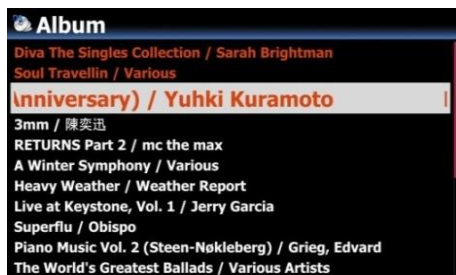 Album
Diva The Singles Collection / Sarah Brightman
Soul Travellin / Various
nniversary) / Yuhki Kuramoto
3mm / 陳奕迅
RETURNS Part 2 / mc the max
A Winter Symphony / Various
Heavy Weather / Weather Report
Live at Keystone, Vol. 1 / Jerry Garcia
Superflu / Obispo
Piano Music Vol. 2 (Steen-Nøkleberg) / Grieg, Edvard
The World's Greatest Ballads / Various Artists